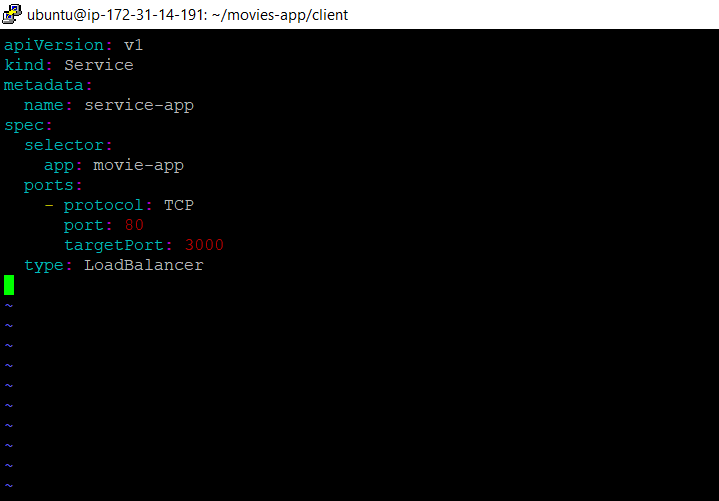 ubuntu@ip-172-31-14-191: ~/movies-app/client
apiVersion: v1
kind: Service
metadata:
  name: service-app
spec:
  selector:
    app: movie-app
  ports:
    - protocol: TCP
      port: 80
      targetPort: 3000
  type: LoadBalancer
~
~
~
~
~
~
~
~
~
~